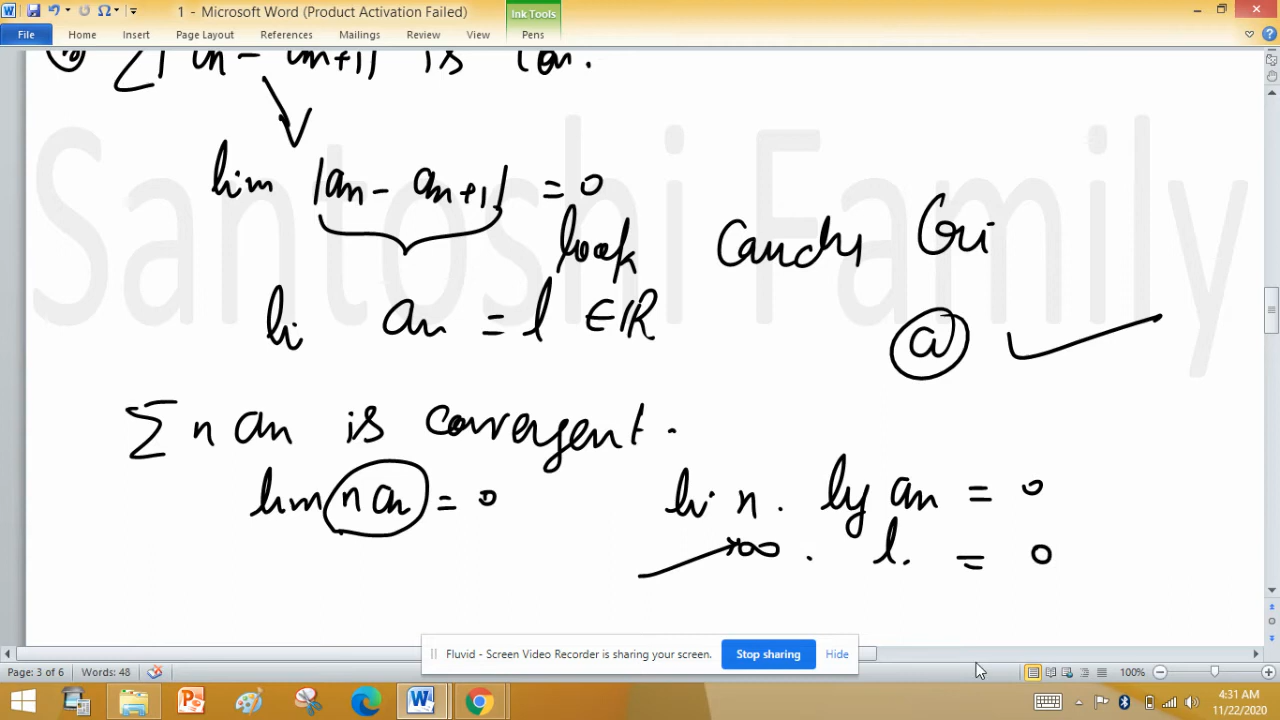 1 - Microsoft Word (Product Activation Failed)
Ink Tools
File Home Insert Page Layout References Mailings Review View Pens
Σ|an - an+1| is Con.
lim |an - an+1| = 0
look Cauchy Cri
li an = l ∈ IR
a
Σ n an is convergent.
lim n an = 0
li n. ly an = 0
∞ . l. = 0
Santoshi Family
Fluvid - Screen Video Recorder is sharing your screen.
Stop sharing
Hide
Page: 3 of 6
Words: 48
100%
4:31 AM
11/22/2020